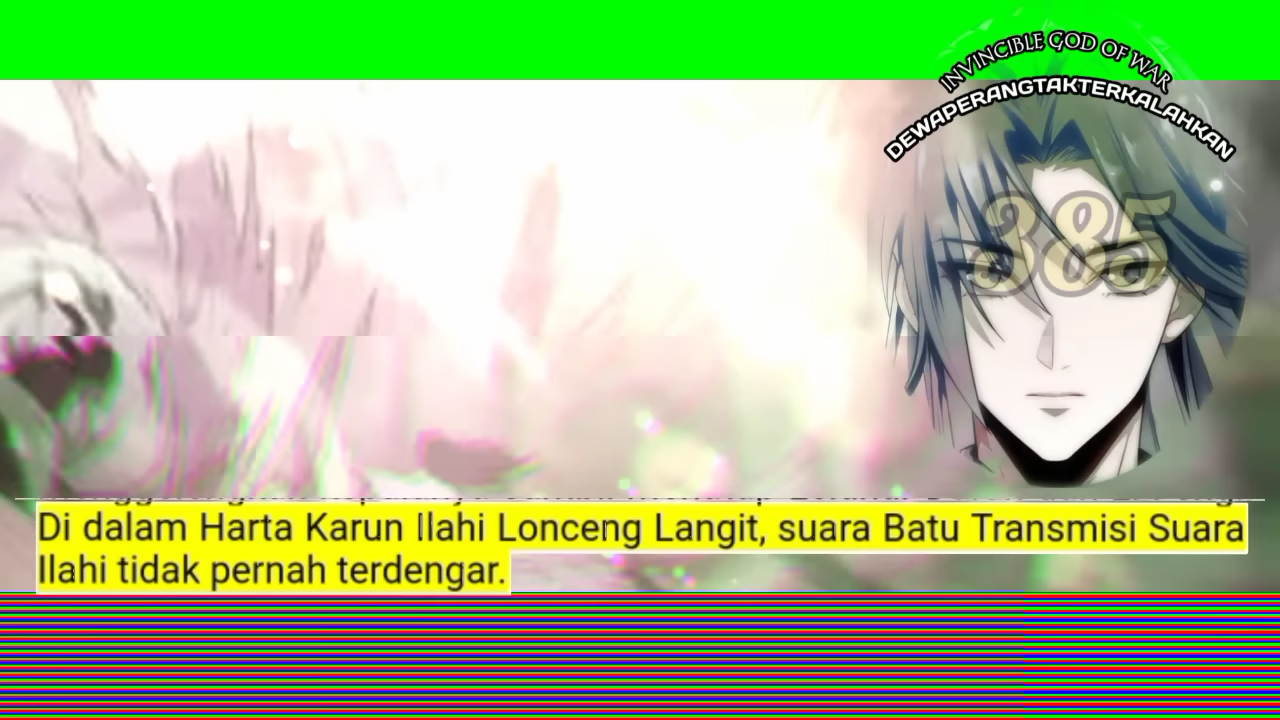 INVINCIBLE GOD OF WAR
DEWAPERANGTAKTERKALAHKAN
385
Di dalam Harta Karun Ilahi Lonceng Langit, suara Batu Transmisi Suara
Ilahi tidak pernah terdengar.